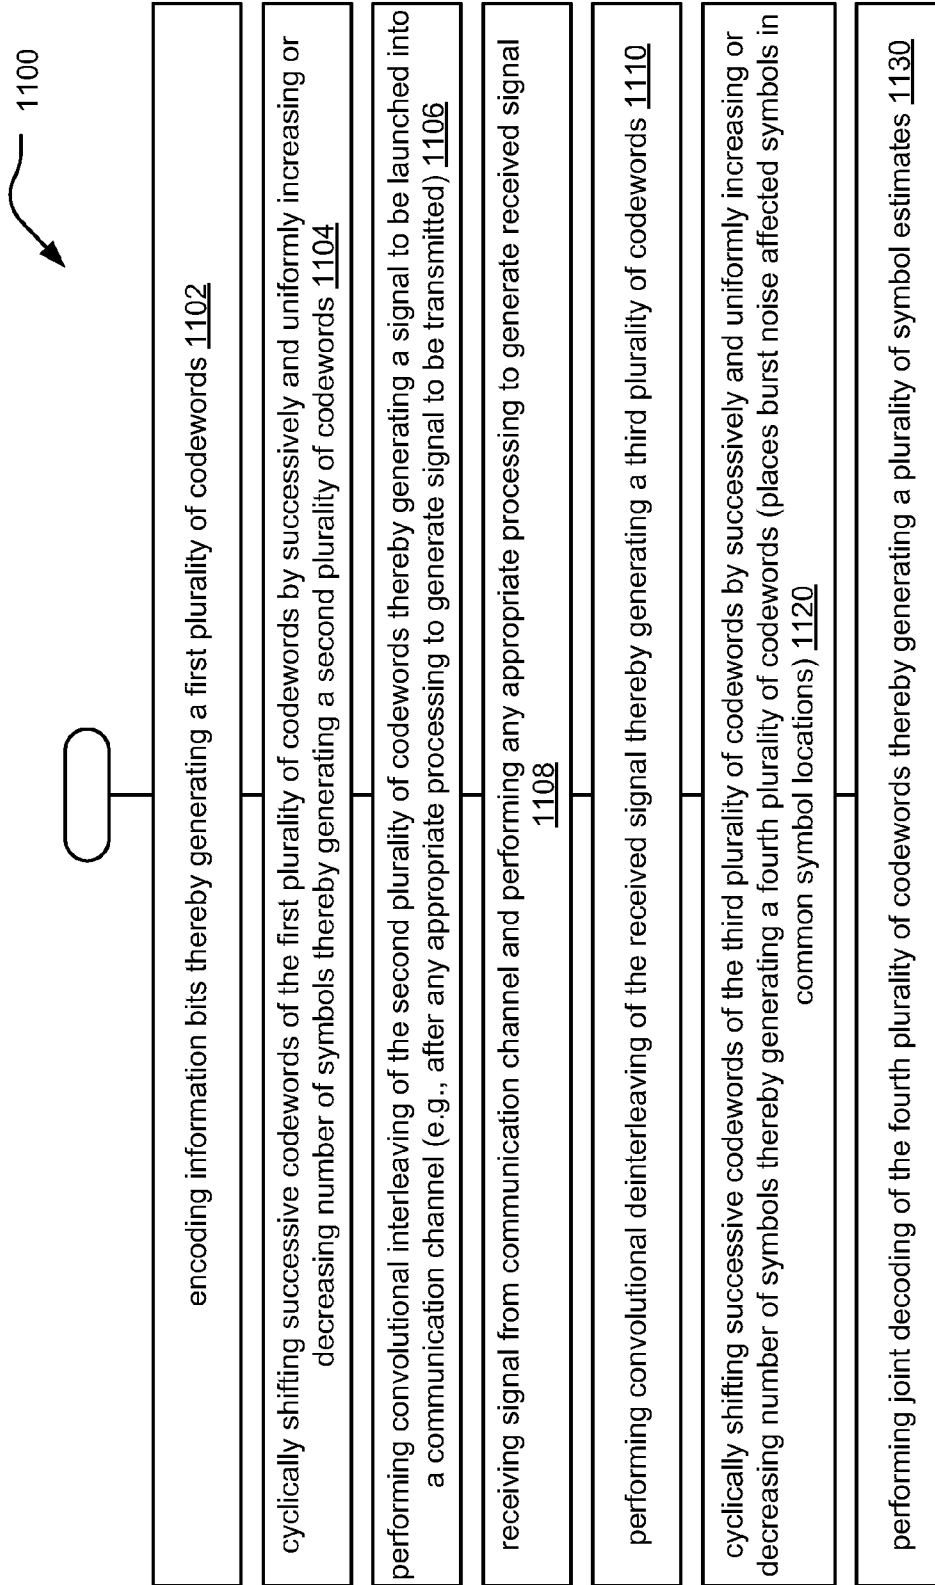 1100
encoding information bits thereby generating a first plurality of codewords 1102
cyclically shifting successive codewords of the first plurality of codewords by successively and uniformly increasing or
decreasing number of symbols thereby generating a second plurality of codewords 1104
performing convolutional interleaving of the second plurality of codewords thereby generating a signal to be launched into
a communication channel (e.g., after any appropriate processing to generate signal to be transmitted) 1106
receiving signal from communication channel and performing any appropriate processing to generate received signal
1108
performing convolutional deinterleaving of the received signal thereby generating a third plurality of codewords 1110
cyclically shifting successive codewords of the third plurality of codewords by successively and uniformly increasing or
decreasing number of symbols thereby generating a fourth plurality of codewords (places burst noise affected symbols in
common symbol locations) 1120
performing joint decoding of the fourth plurality of codewords thereby generating a plurality of symbol estimates 1130